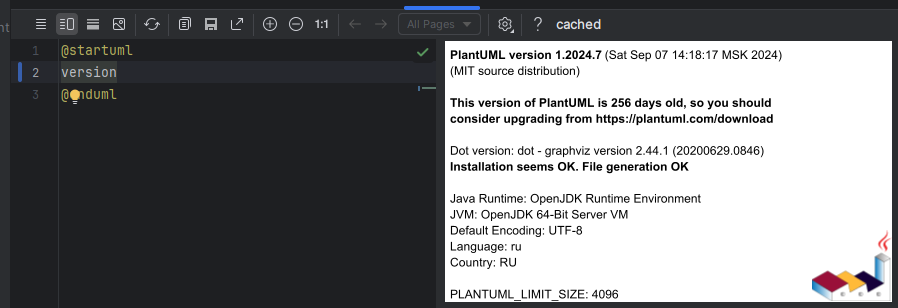 nt
1:1
All Pages
?
cached
1 @startuml
2 version
3 @enduml
PlantUML version 1.2024.7 (Sat Sep 07 14:18:17 MSK 2024)
(MIT source distribution)
This version of PlantUML is 256 days old, so you should
consider upgrading from https://plantuml.com/download
Dot version: dot - graphviz version 2.44.1 (20200629.0846)
Installation seems OK. File generation OK
Java Runtime: OpenJDK Runtime Environment
JVM: OpenJDK 64-Bit Server VM
Default Encoding: UTF-8
Language: ru
Country: RU
PLANTUML_LIMIT_SIZE: 4096